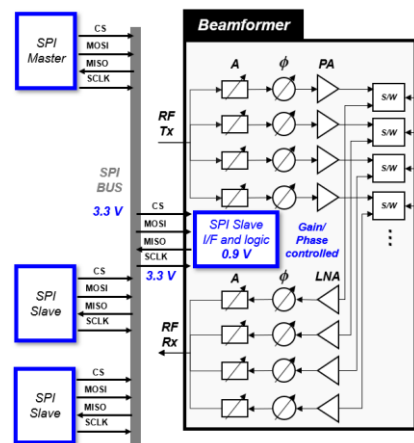 Beamformer
SPI
Master
CS
MOSI
MISO
SCLK
A
ϕ
PA
RF
Tx
S/W
S/W
S/W
S/W
SPI
BUS
3.3 V
CS
MOSI
MISO
SCLK
3.3 V
SPI Slave
I/F and logic
0.9 V
Gain/
Phase
controlled
...
SPI
Slave
CS
MOSI
MISO
SCLK
A
ϕ
LNA
RF
Rx
SPI
Slave
CS
MOSI
MISO
SCLK